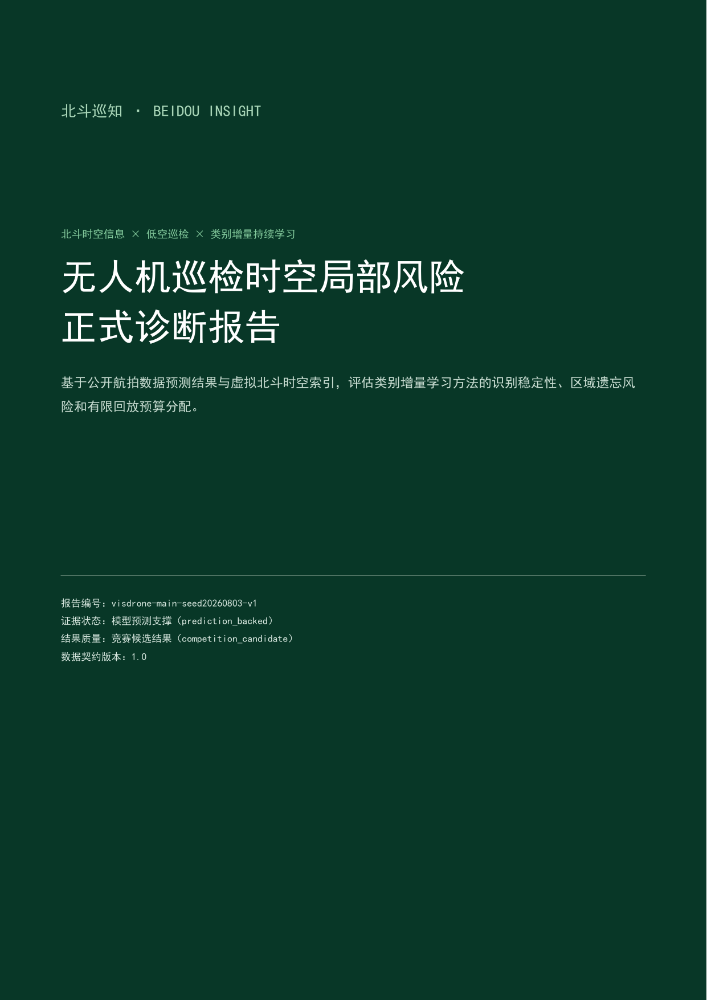 北斗巡知 · BEIDOU INSIGHT
北斗时空信息 × 低空巡检 × 类别增量持续学习
无人机巡检时空局部风险
正式诊断报告
基于公开航拍数据预测结果与虚拟北斗时空索引，评估类别增量学习方法的识别稳定性、区域遗忘风
险和有限回放预算分配。
报告编号：visdrone-main-seed20260803-v1
证据状态：模型预测支撑（prediction_backed）
结果质量：竞赛候选结果（competition_candidate）
数据契约版本：1.0